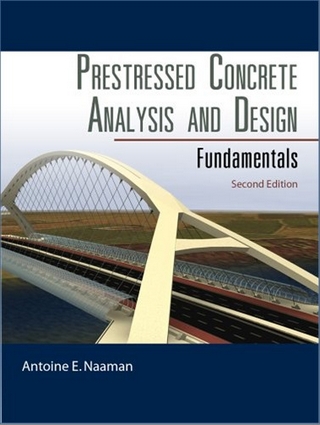 Prestressed Concrete
Analysis and Design
Fundamentals
Second Edition
Antoine E. Naaman